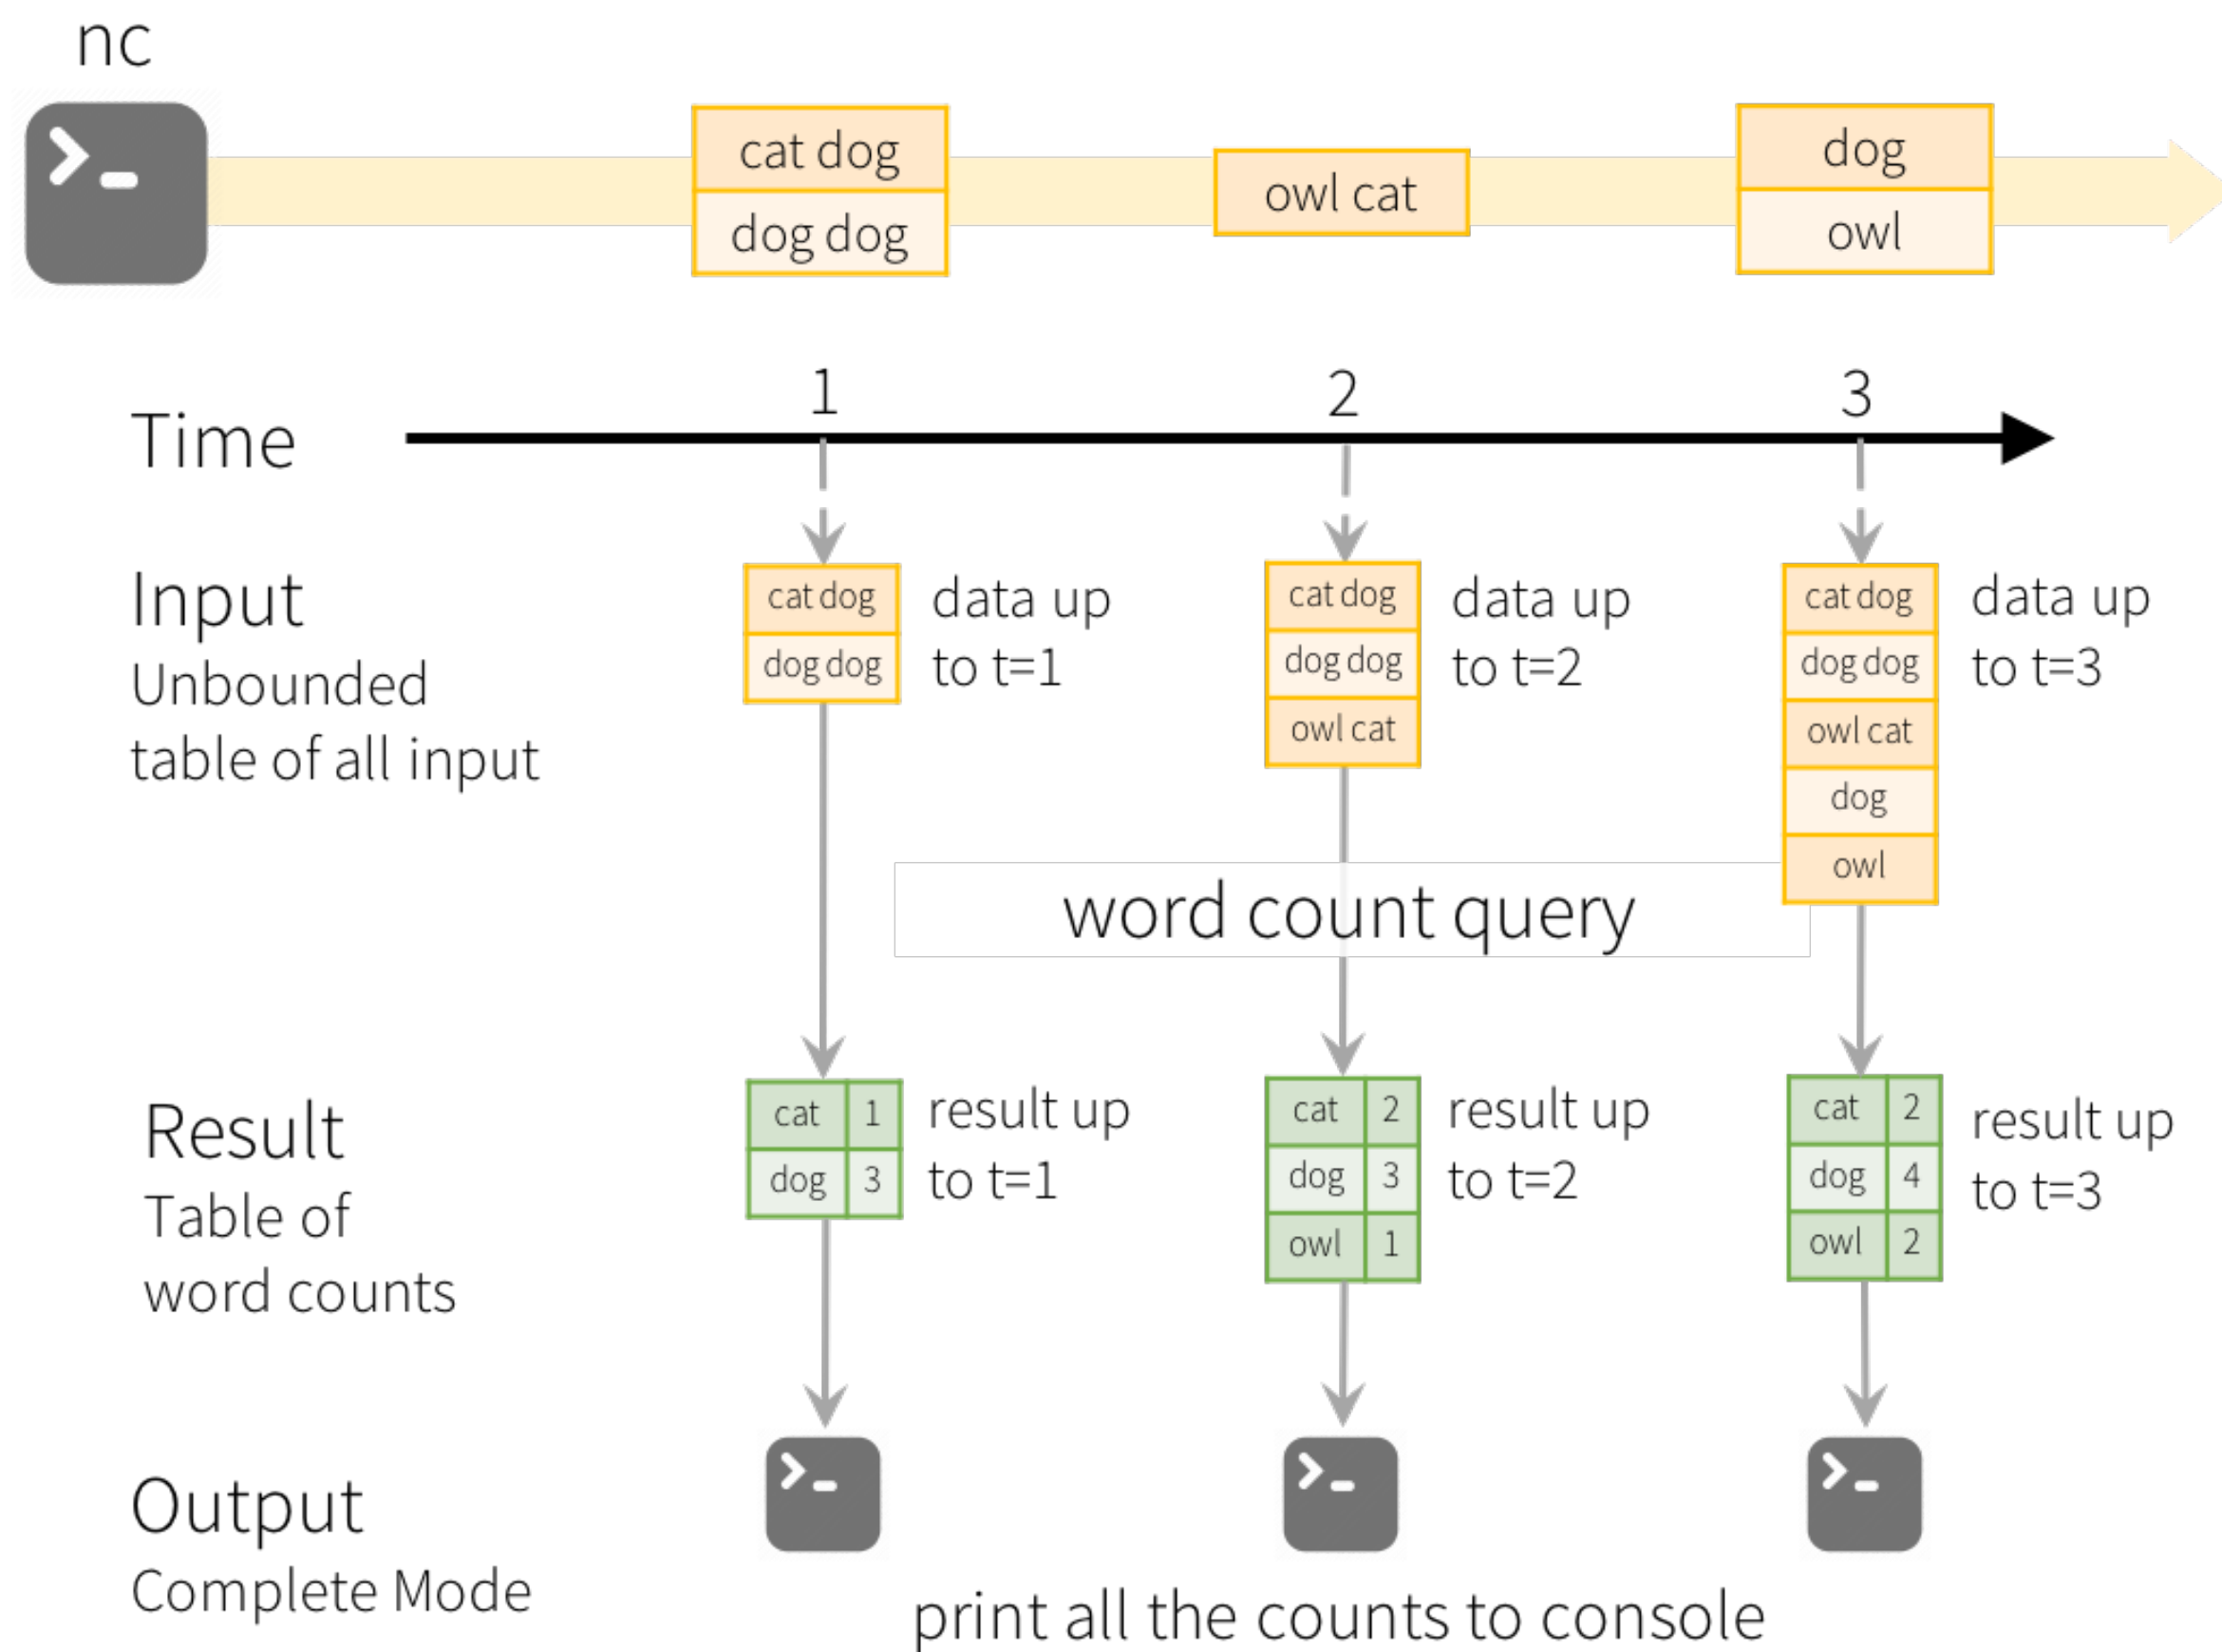 nc
cat dog
dog dog
owl cat
dog
owl
1
2
3
Time
Input
Unbounded
table of all input
cat dog
dog dog
data up
to t=1
cat dog
dog dog
owl cat
data up
to t=2
cat dog
dog dog
owl cat
dog
owl
data up
to t=3
word count query
Result
Table of
word counts
cat 1
dog 3
result up
to t=1
cat 2
dog 3
owl 1
result up
to t=2
cat 2
dog 4
owl 2
result up
to t=3
Output
Complete Mode
print all the counts to console